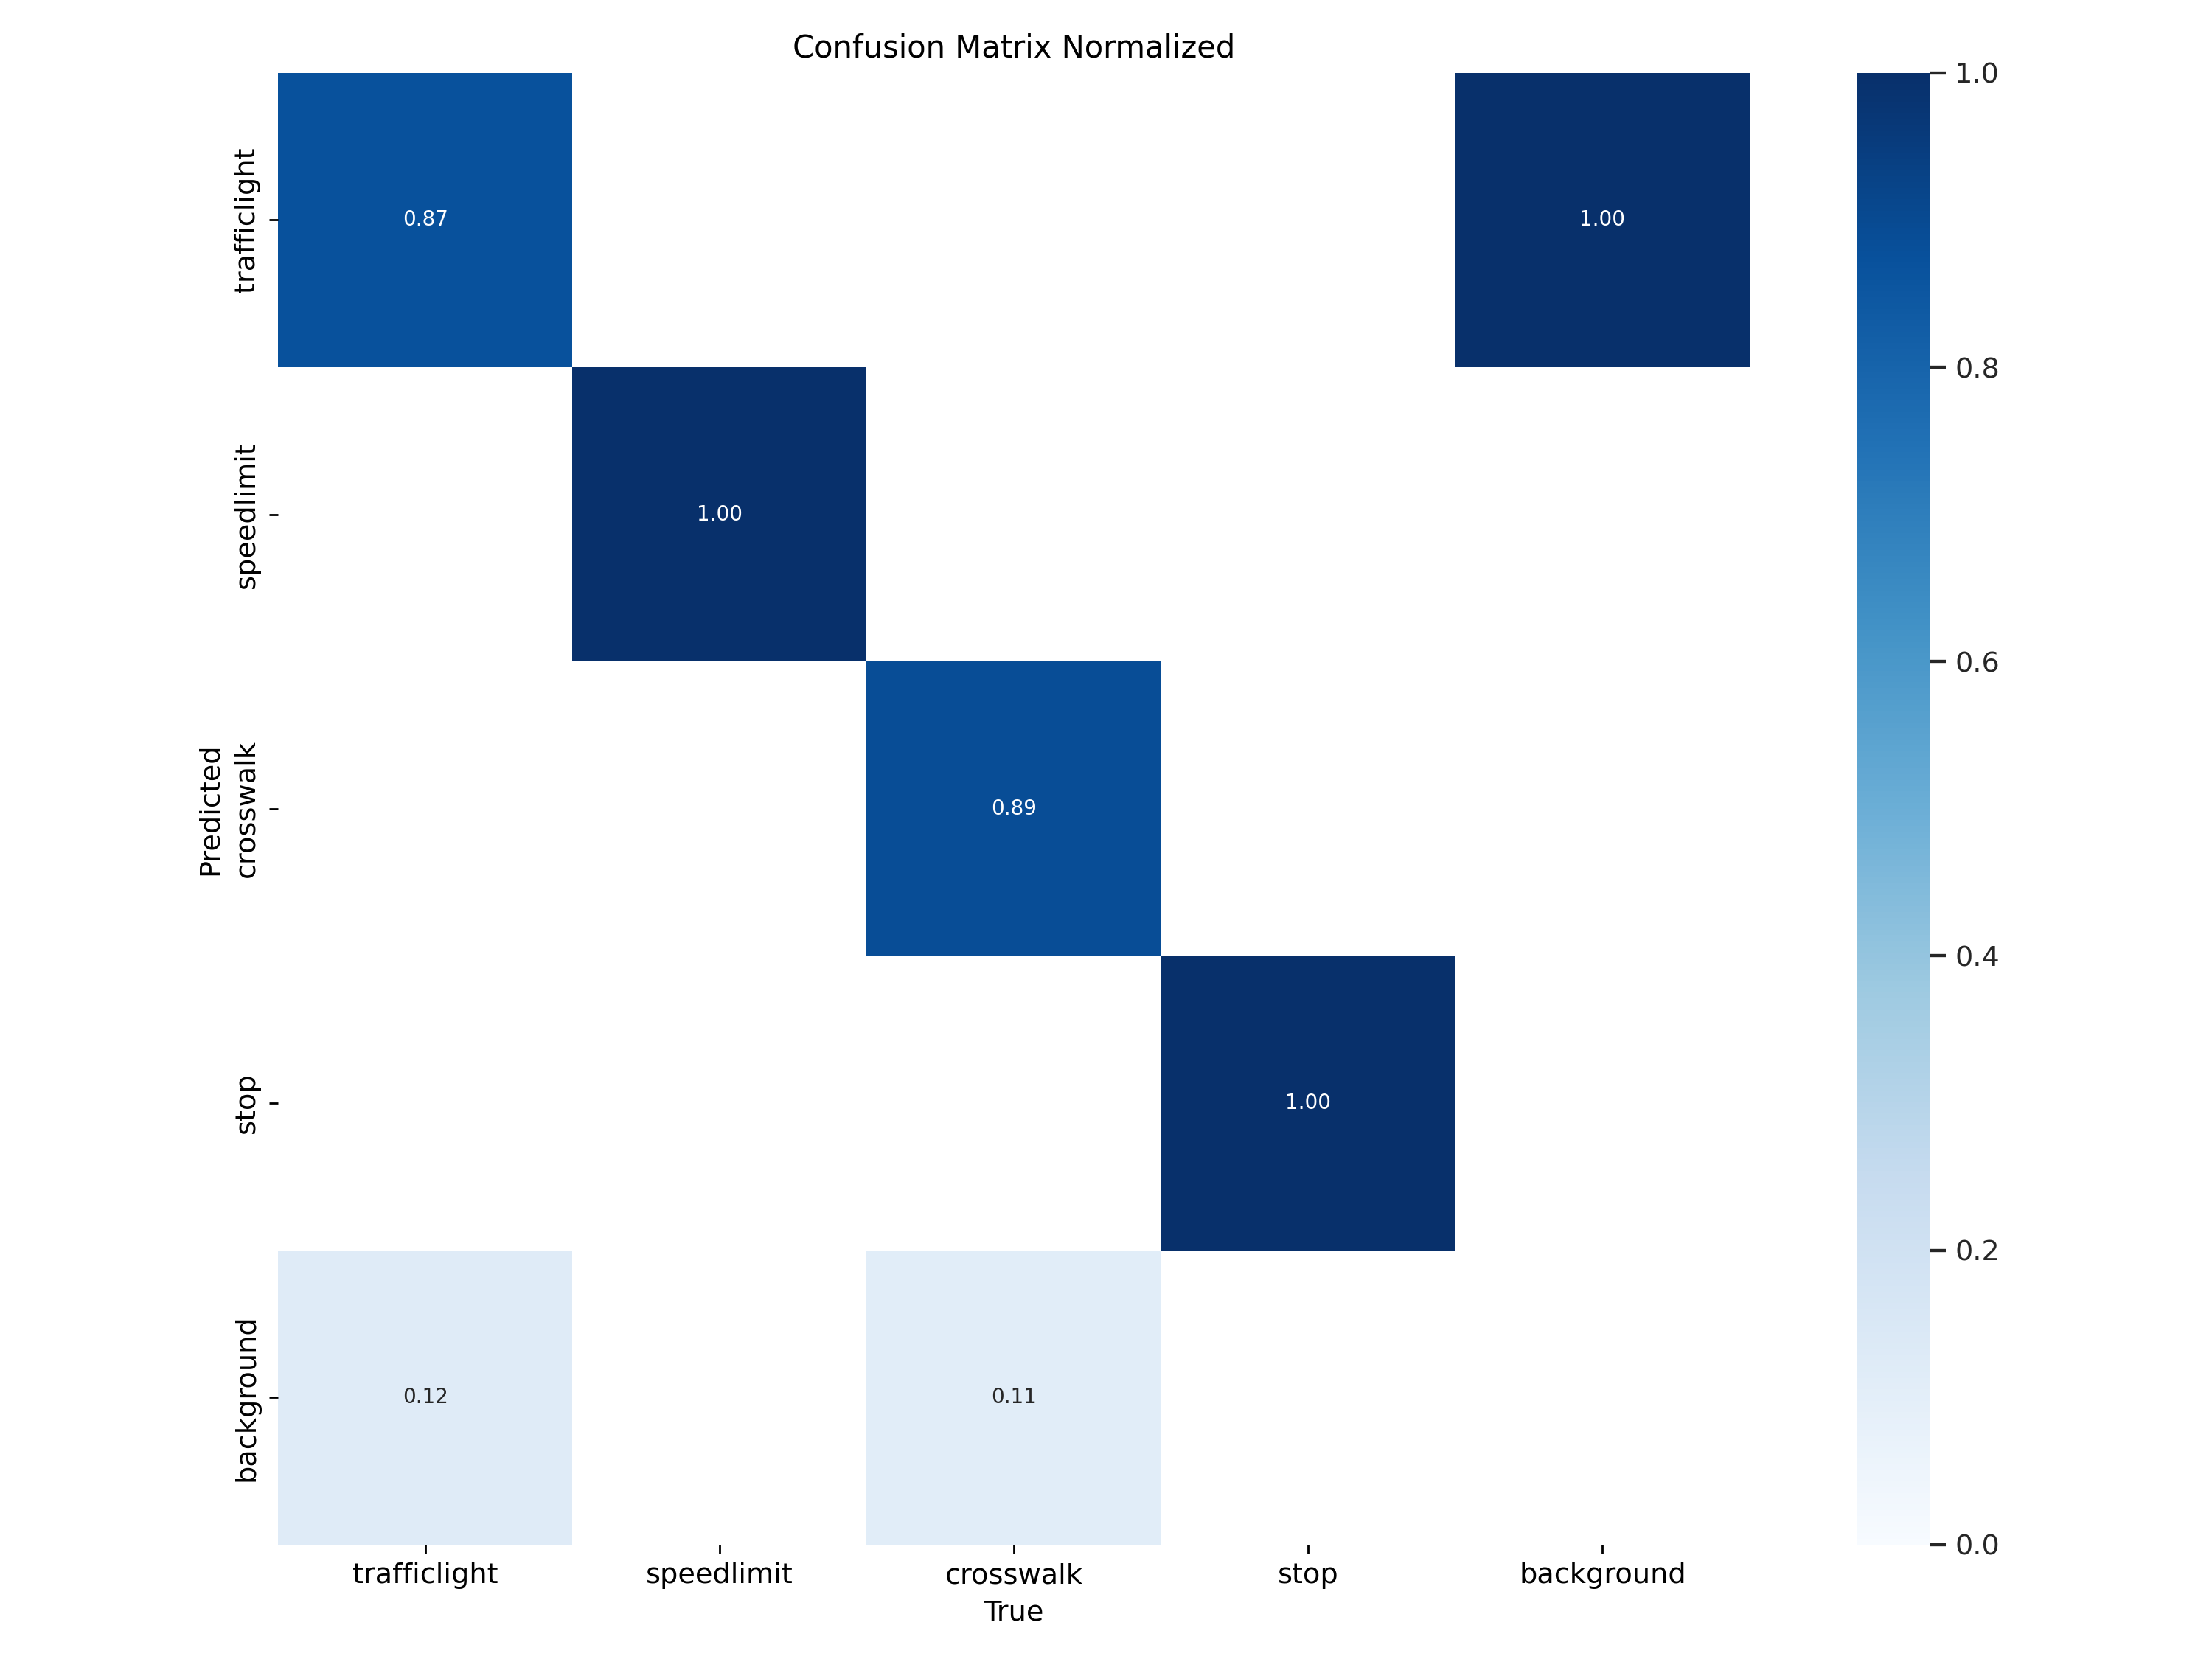 Confusion Matrix Normalized
trafficlight
0.87
1.00
speedlimit
1.00
Predicted
crosswalk
0.89
stop
1.00
background
0.12
0.11
trafficlight
speedlimit
crosswalk
stop
background
True
1.0
0.8
0.6
0.4
0.2
0.0